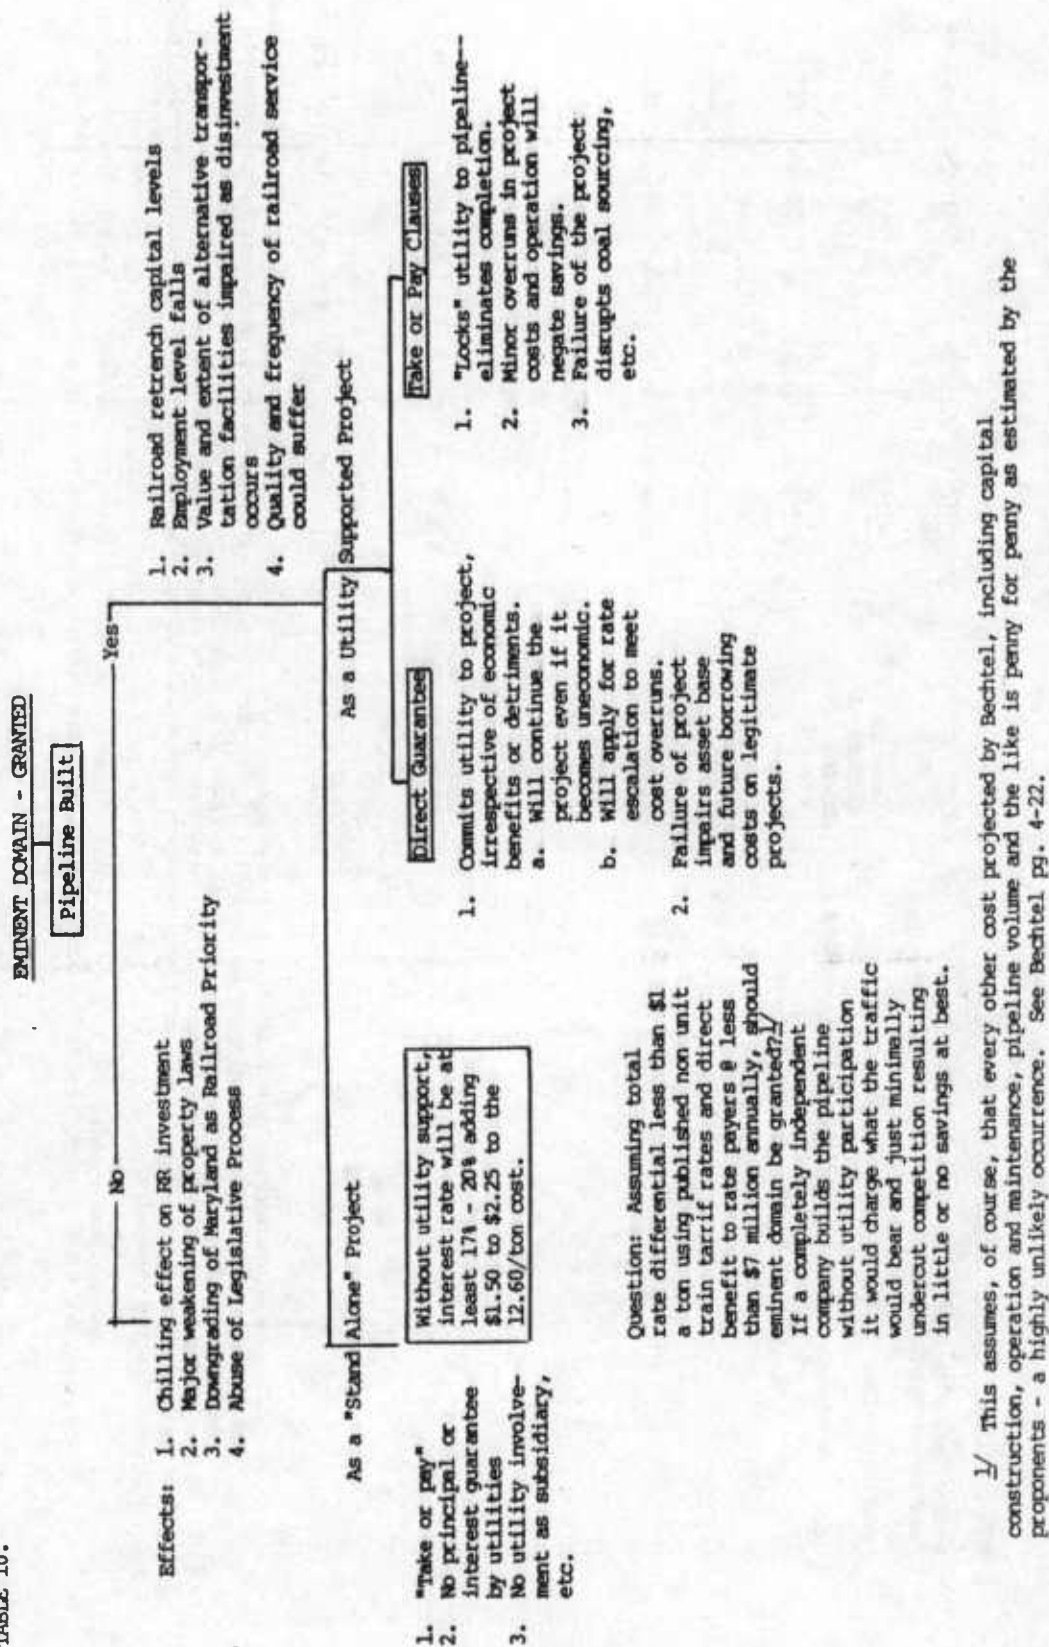 TABLE 10.
EMINENT DOMAIN - GRANTED
Pipeline Built
No
Yes
Effects:
1. Chilling effect on RR investment
2. Major weakening of property laws
3. Downgrading of Maryland as Railroad Priority
4. Abuse of Legislative Process
1. Railroad retrench capital levels
2. Employment level falls
3. Value and extent of alternative transpor-
tation facilities impaired as disinvestment
occurs
4. Quality and frequency of railroad service
could suffer
As a "Stand Alone" Project
As a Utility Supported Project
1. "Take or pay"
2. No principal or
interest guarantee
by utilities
3. No utility involve-
ment as subsidiary,
etc.
Without utility support,
interest rate will be at
least 17% - 20% adding
$1.50 to $2.25 to the
12.60/ton cost.
Direct Guarantee
1. Commits utility to project,
irrespective of economic
benefits or detriments.
a. Will continue the
project even if it
becomes uneconomic.
b. Will apply for rate
escalation to meet
cost overruns.
2. Failure of project
impairs asset base
and future borrowing
costs on legitimate
projects.
Take or Pay Clauses
1. "Locks" utility to pipeline--
eliminates completion.
2. Minor overruns in project
costs and operation will
negate savings.
3. Failure of the project
disrupts coal sourcing,
etc.
Question: Assuming total
rate differential less than $1
a ton using published non unit
train tarrif rates and direct
benefit to rate payers @ less
than $7 million annually, should
eminent domain be granted?1/
If a completely independent
company builds the pipeline
without utility participation
it would charge what the traffic
would bear and just minimally
undercut competition resulting
in little or no savings at best.
1/ This assumes, of course, that every other cost projected by Bechtel, including capital
construction, operation and maintenance, pipeline volume and the like is penny for penny as estimated by the
proponents - a highly unlikely occurrence. See Bechtel pg. 4-22.